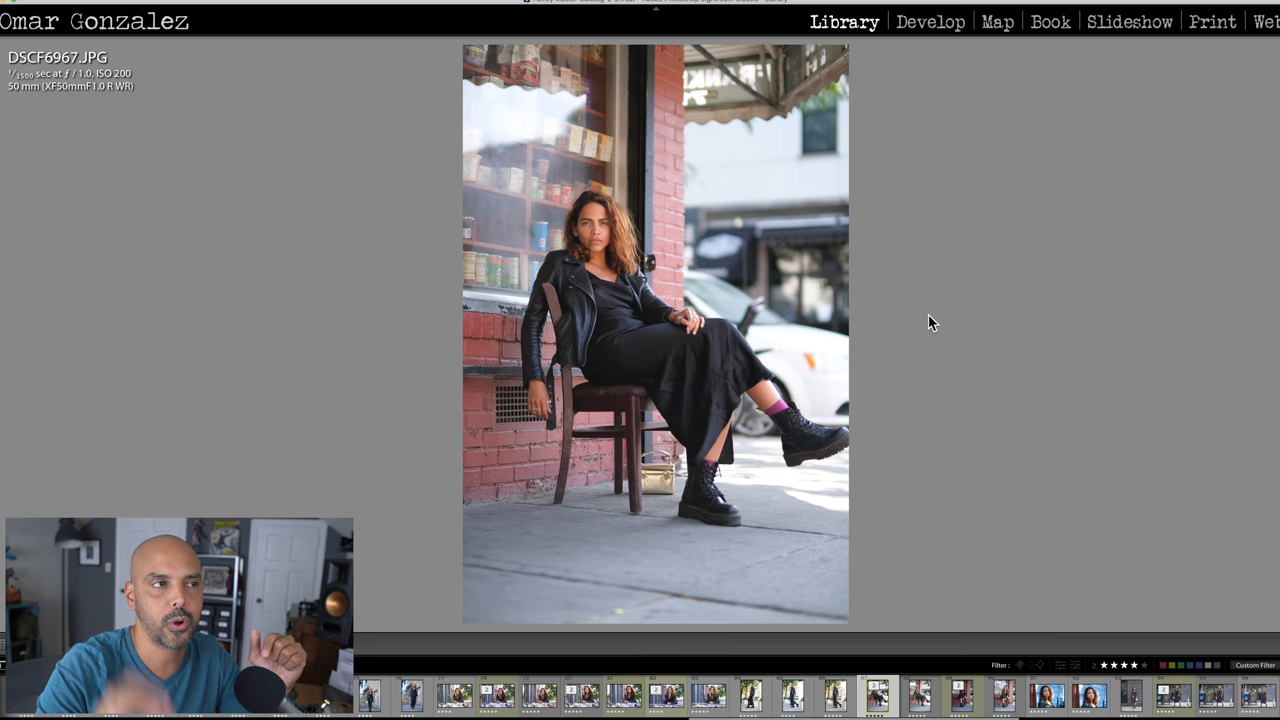 Omar Gonzalez
Library | Develop | Map | Book | Slideshow | Print | Web
DSCF6967.JPG
1/1500 sec at ƒ / 1.0, ISO 200
50 mm (XF50mmF1.0 R WR)
Filter :
Custom Filter